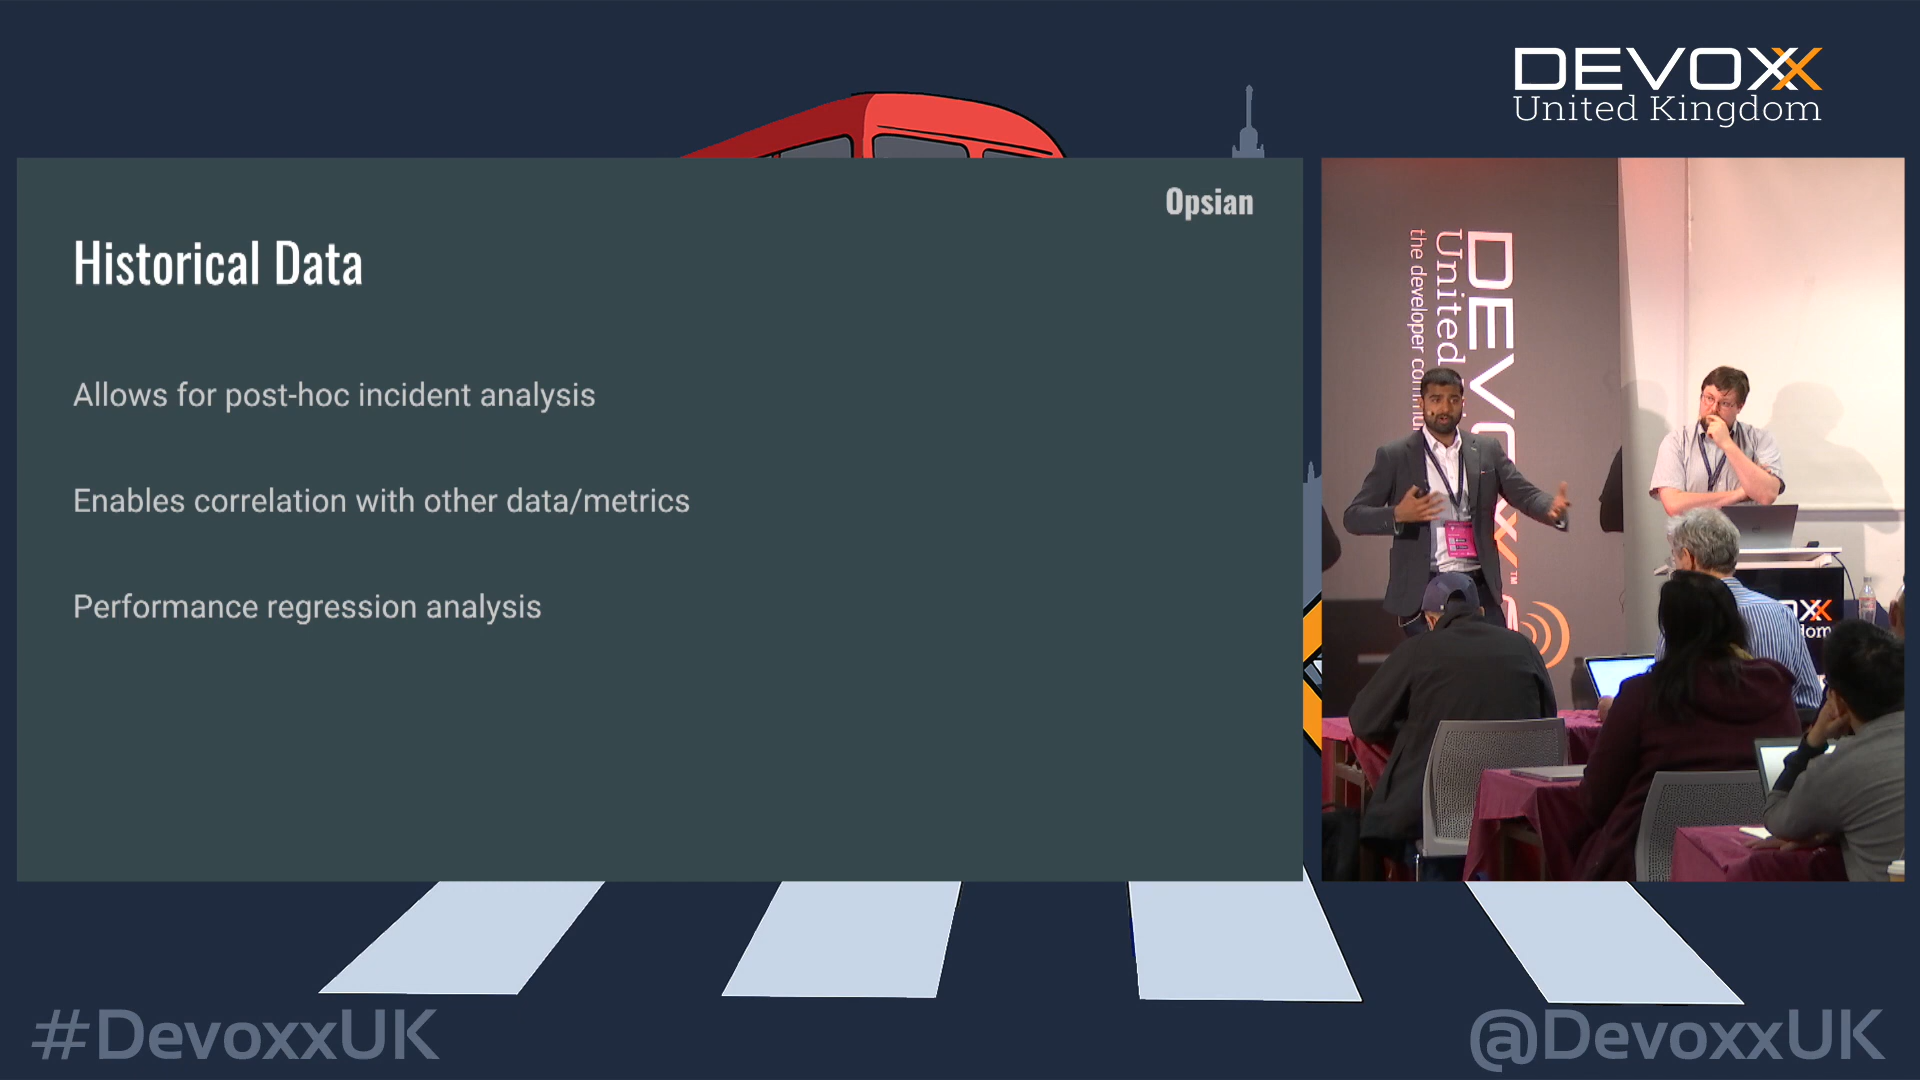 DEVOXX
United Kingdom
Opsian
Historical Data
Allows for post-hoc incident analysis
Enables correlation with other data/metrics
Performance regression analysis
DEVOXX™
United
the developer
#DevoxxUK
@DevoxxUK